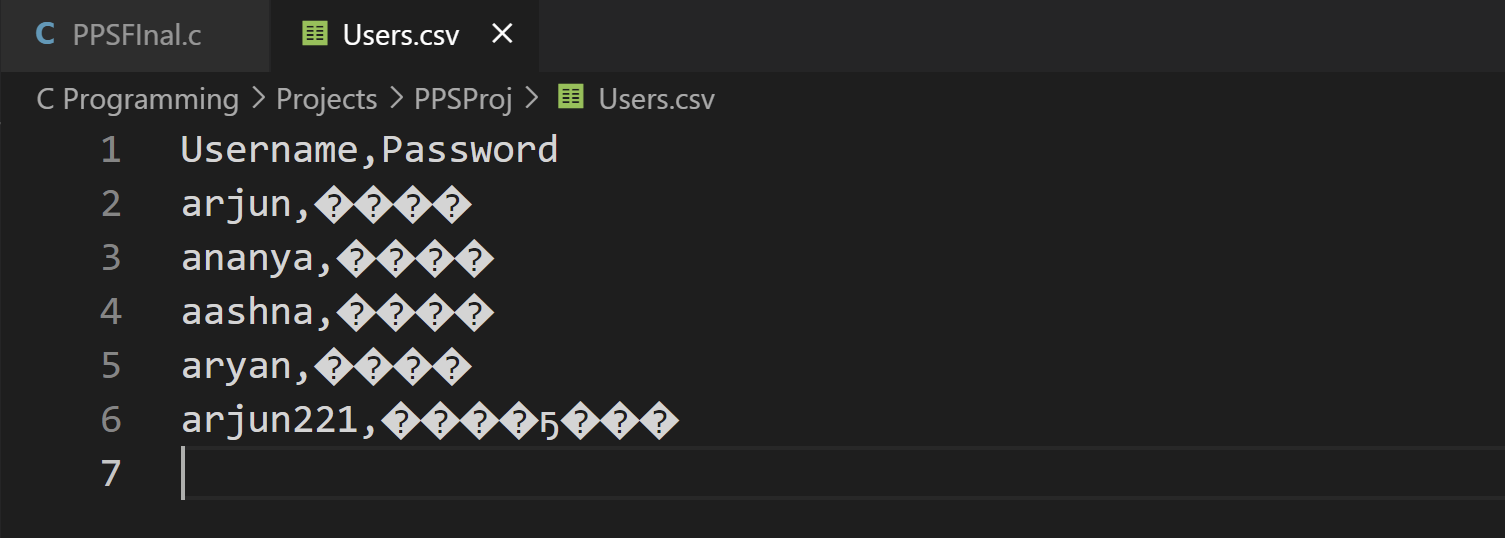 C PPSFInal.c Users.csv ×
C Programming > Projects > PPSProj > Users.csv
1 Username,Password
2 arjun,����
3 ananya,����
4 aashna,����
5 aryan,����
6 arjun221,����ҕ���
7